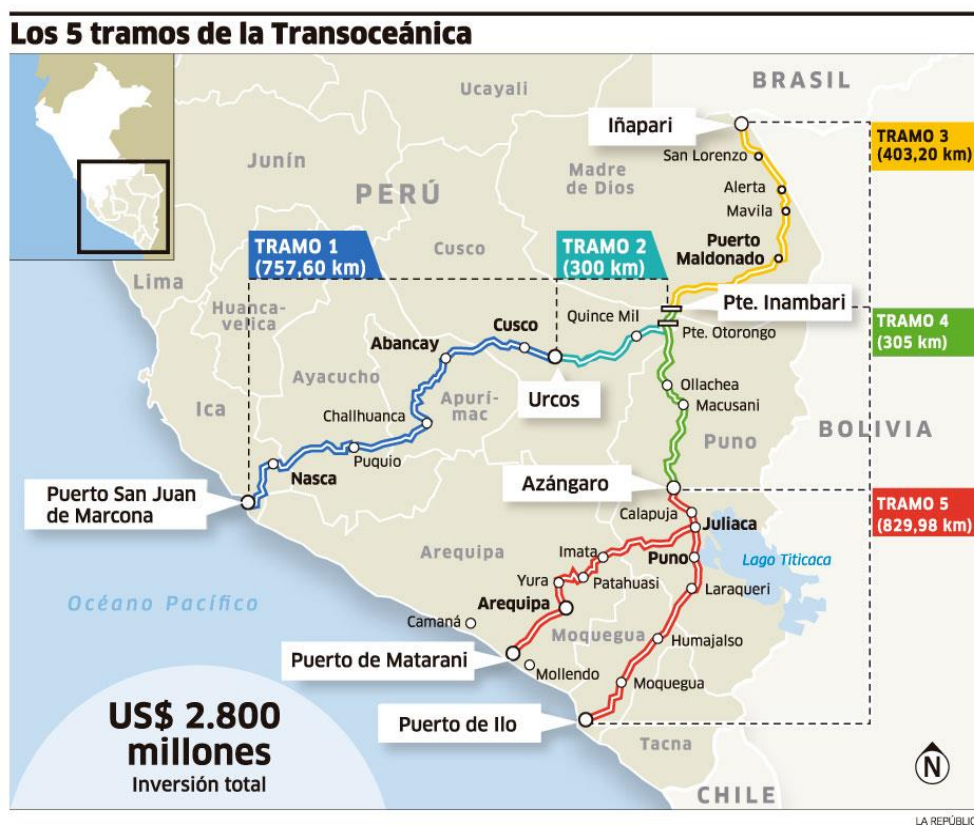 Los 5 tramos de la Transoceánica
BRASIL
Ucayali
Iñapari
TRAMO 3
(403,20 km)
San Lorenzo
Junín
Madre
de Dios
Alerta
PERÚ
Mavila
TRAMO 1
(757,60 km)
Cusco
TRAMO 2
(300 km)
Puerto
Maldonado
Lima
Huanca-
velica
Quince Mil
Pte. Inambari
Cusco
Pte. Otorongo
TRAMO 4
(305 km)
Abancay
Ayacucho
Apurí-
mac
Urcos
Ollachea
Macusani
Ica
Challhuanca
BOLIVIA
Puno
Puquio
Nasca
Azángaro
Puerto San Juan
de Marcona
TRAMO 5
(829,98 km)
Calapuja
Juliaca
Arequipa
Imata
Puno
Lago Titicaca
Yura
Patahuasi
Laraqueri
Océano Pacífico
Arequipa
Camaná
Moquegua
Humajalso
Puerto de Matarani
Mollendo
Moquegua
US$ 2.800
millones
Inversión total
Puerto de Ilo
Tacna
N
CHILE
LA REPÚBLIC